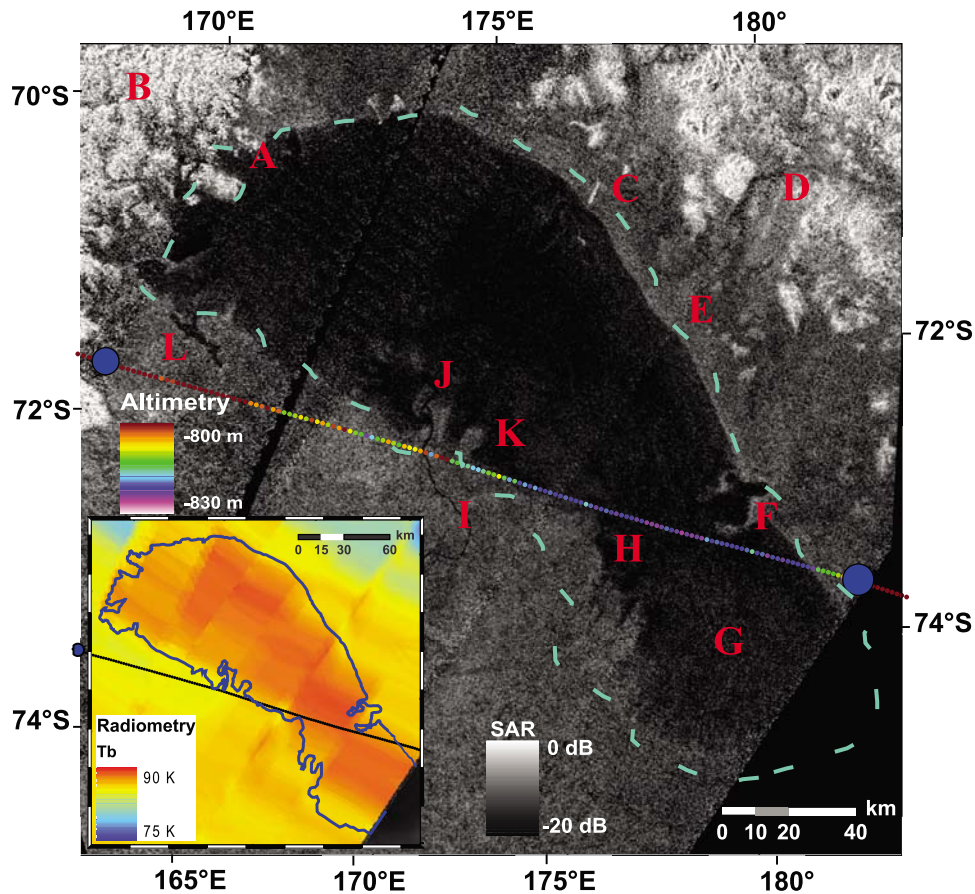 170°E 175°E 180°
70°S
B
A
C
D
E
72°S
L
J
72°S
Altimetry
-800 m
-830 m
K
I
F
H
km
0 15 30 60
G
74°S
74°S
Radiometry
Tb
90 K
75 K
SAR
0 dB
-20 dB
km
0 10 20 40
165°E 170°E 175°E 180°